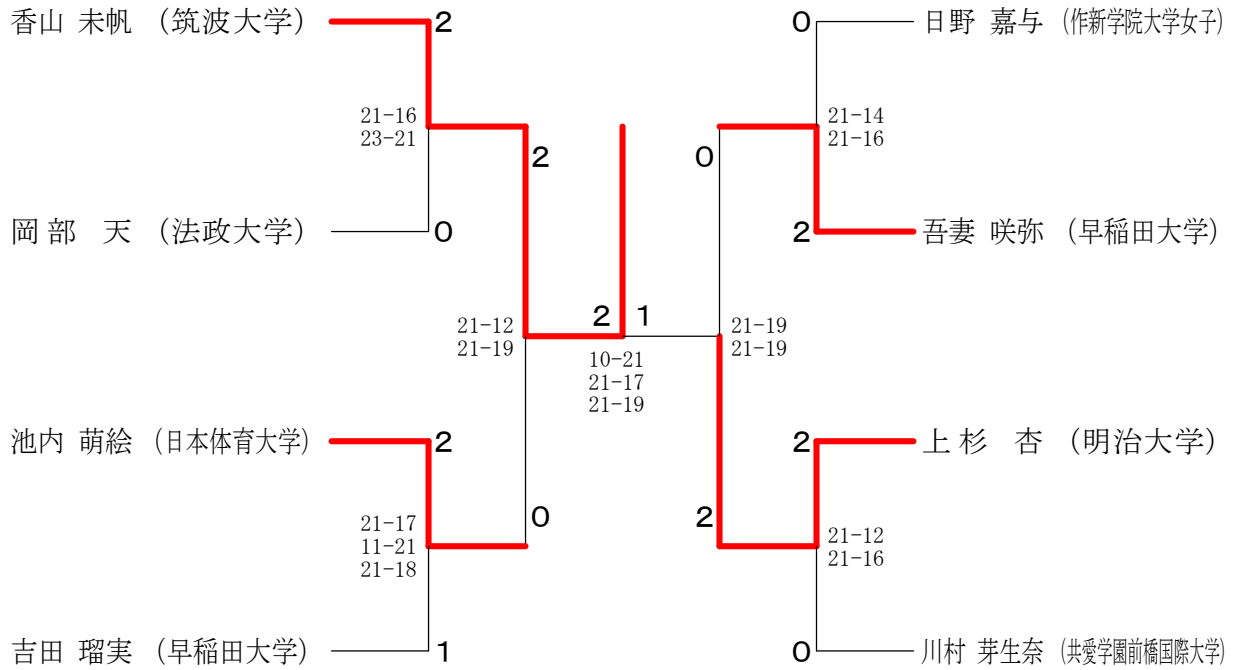 香山 未帆 （筑波大学） 2
0 日野 嘉与 （作新学院大学女子）
21-16
23-21
21-14
21-16
2
0
岡部 天 （法政大学） 0
2 吾妻 咲弥 （早稲田大学）
21-12
21-19
2 1
21-19
21-19
10-21
21-17
21-19
池内 萌絵 （日本体育大学） 2
2 上杉 杏 （明治大学）
21-17
11-21
21-18
0
2
21-12
21-16
吉田 瑠実 （早稲田大学） 1
0 川村 芽生奈 （共愛学園前橋国際大学）